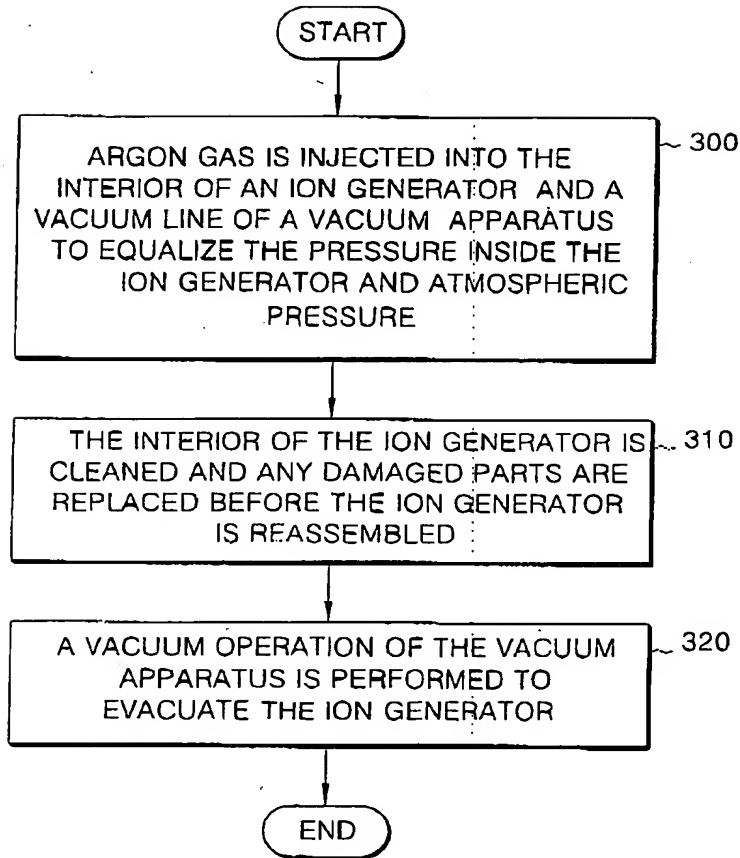 START
ARGON GAS IS INJECTED INTO THE
INTERIOR OF AN ION GENERATOR AND A
VACUUM LINE OF A VACUUM APPARATUS
TO EQUALIZE THE PRESSURE INSIDE THE
ION GENERATOR AND ATMOSPHERIC
PRESSURE
300
THE INTERIOR OF THE ION GENERATOR IS
CLEANED AND ANY DAMAGED PARTS ARE
REPLACED BEFORE THE ION GENERATOR
IS REASSEMBLED
310
A VACUUM OPERATION OF THE VACUUM
APPARATUS IS PERFORMED TO
EVACUATE THE ION GENERATOR
320
END